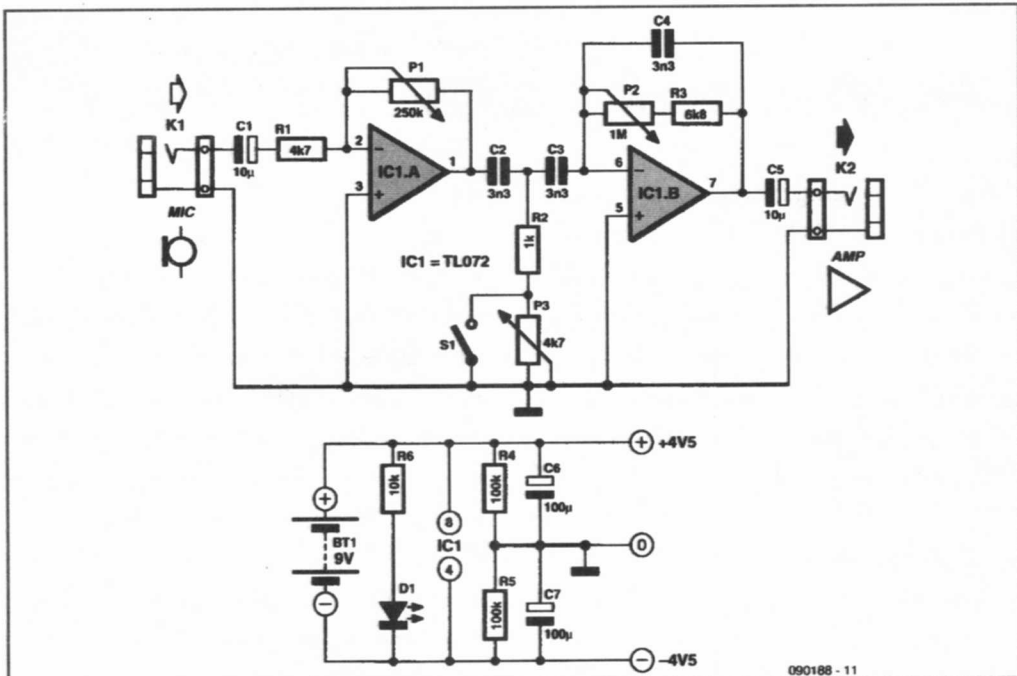 C4
3n3
P1
250k
P2
1M
R3
6k8
K1
C1
10μ
R1
4k7
2
3
1
IC1.A
C2
3n3
C3
3n3
6
5
7
IC1.B
C5
10μ
K2
MIC
R2
1k
IC1 = TL072
AMP
S1
P3
4k7
+4V5
R6
10k
R4
100k
C6
100μ
8
IC1
4
0
BT1
9V
D1
R5
100k
C7
100μ
–4V5
090188 - 11